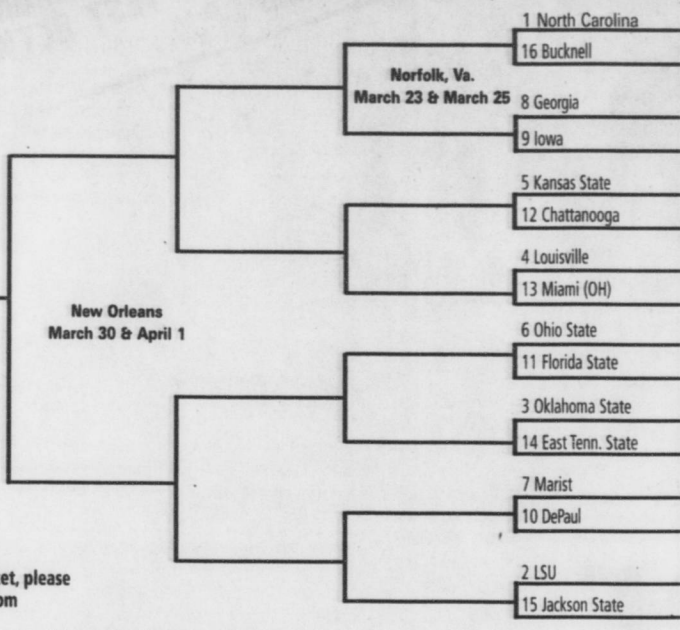 1 North Carolina
16 Bucknell
Norfolk, Va.
March 23 & March 25
8 Georgia
9 Iowa
5 Kansas State
12 Chattanooga
4 Louisville
13 Miami (OH)
New Orleans
March 30 & April 1
6 Ohio State
11 Florida State
3 Oklahoma State
14 East Tenn. State
7 Marist
10 DePaul
2 LSU
15 Jackson State
et, please
om